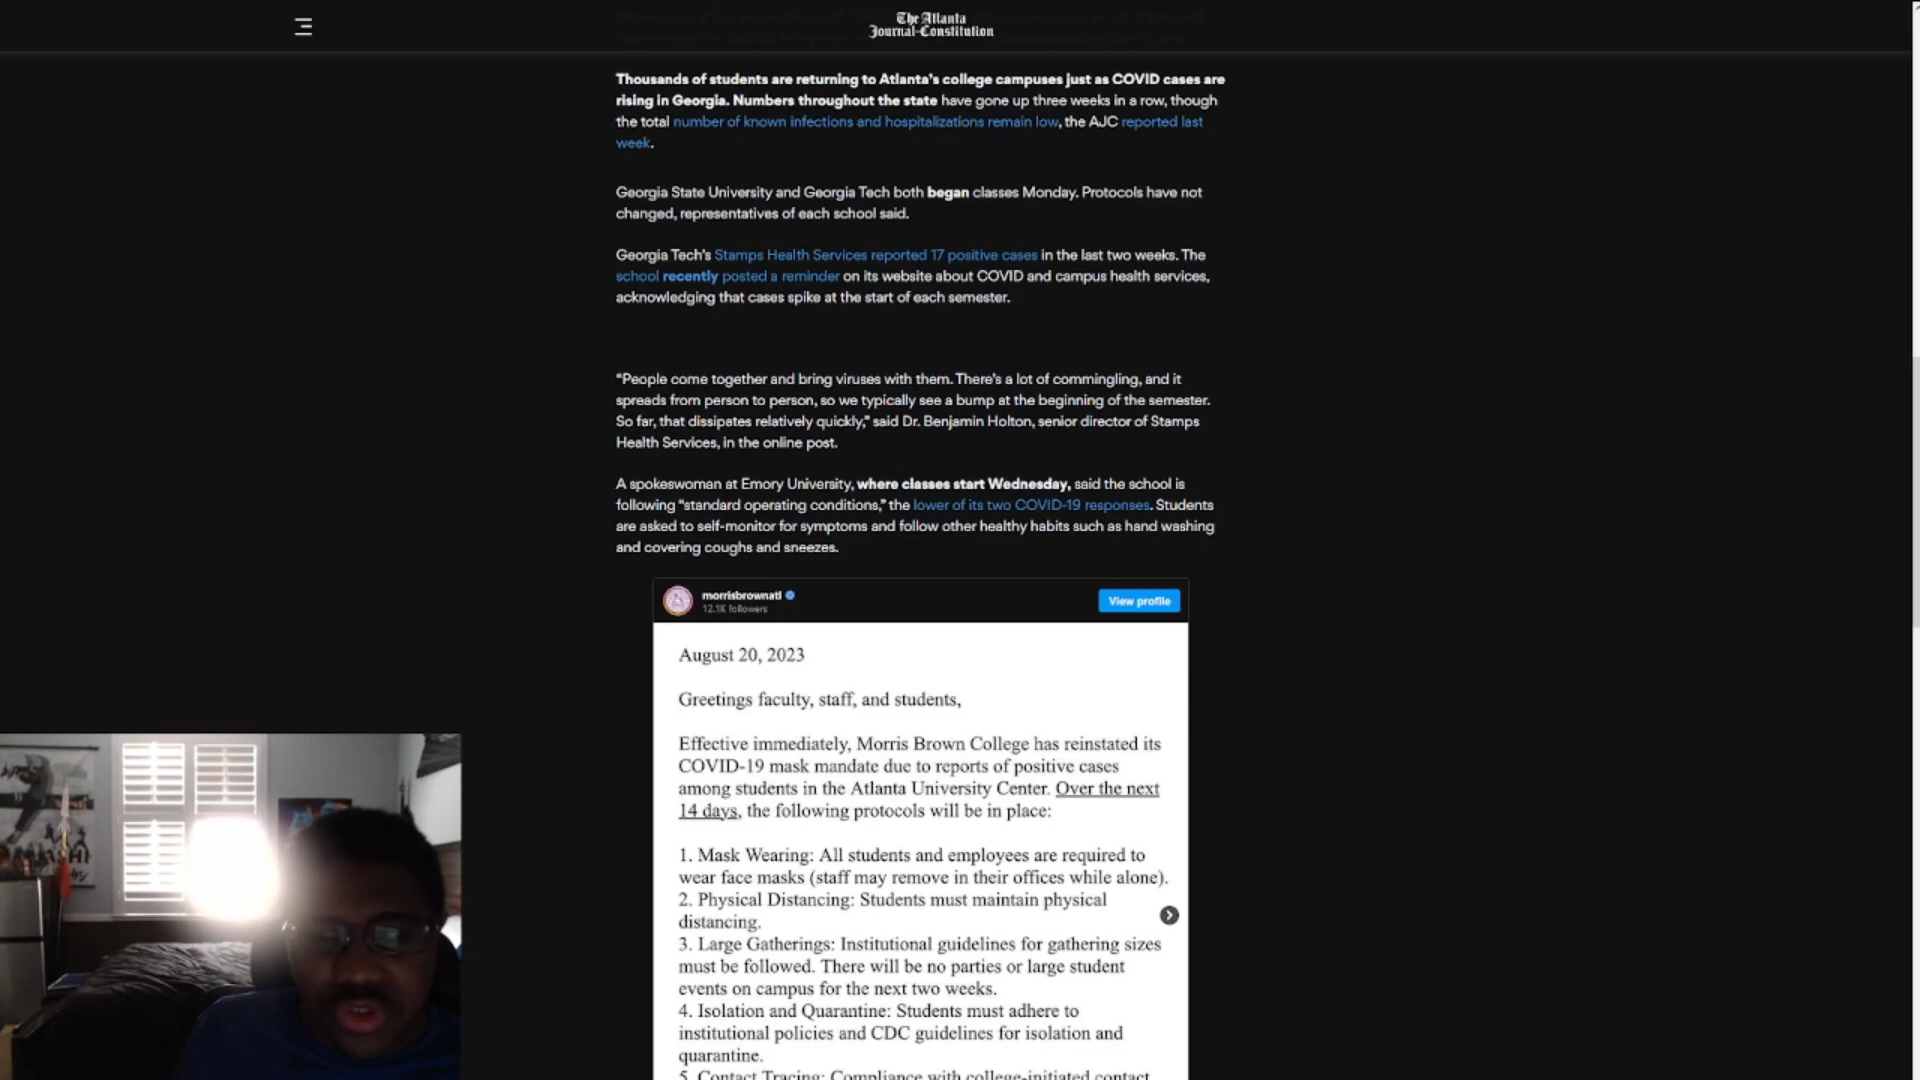 The Atlanta
Journal-Constitution
Thousands of students are returning to Atlanta's college campuses just as COVID cases are
rising in Georgia. Numbers throughout the state have gone up three weeks in a row, though
the total number of known infections and hospitalizations remain low, the AJC reported last
week.
Georgia State University and Georgia Tech both began classes Monday. Protocols have not
changed, representatives of each school said.
Georgia Tech's Stamps Health Services reported 17 positive cases in the last two weeks. The
school recently posted a reminder on its website about COVID and campus health services,
acknowledging that cases spike at the start of each semester.
“People come together and bring viruses with them. There's a lot of commingling, and it
spreads from person to person, so we typically see a bump at the beginning of the semester.
So far, that dissipates relatively quickly,” said Dr. Benjamin Holton, senior director of Stamps
Health Services, in the online post.
A spokeswoman at Emory University, where classes start Wednesday, said the school is
following “standard operating conditions,” the lower of its two COVID-19 responses. Students
are asked to self-monitor for symptoms and follow other healthy habits such as hand washing
and covering coughs and sneezes.
morrisbrownatl
12.1K followers
View profile
August 20, 2023
Greetings faculty, staff, and students,
Effective immediately, Morris Brown College has reinstated its
COVID-19 mask mandate due to reports of positive cases
among students in the Atlanta University Center. Over the next
14 days, the following protocols will be in place:
1. Mask Wearing: All students and employees are required to
wear face masks (staff may remove in their offices while alone).
2. Physical Distancing: Students must maintain physical
distancing.
3. Large Gatherings: Institutional guidelines for gathering sizes
must be followed. There will be no parties or large student
events on campus for the next two weeks.
4. Isolation and Quarantine: Students must adhere to
institutional policies and CDC guidelines for isolation and
quarantine.
5. Contact Tracing: Compliance with college-initiated contact